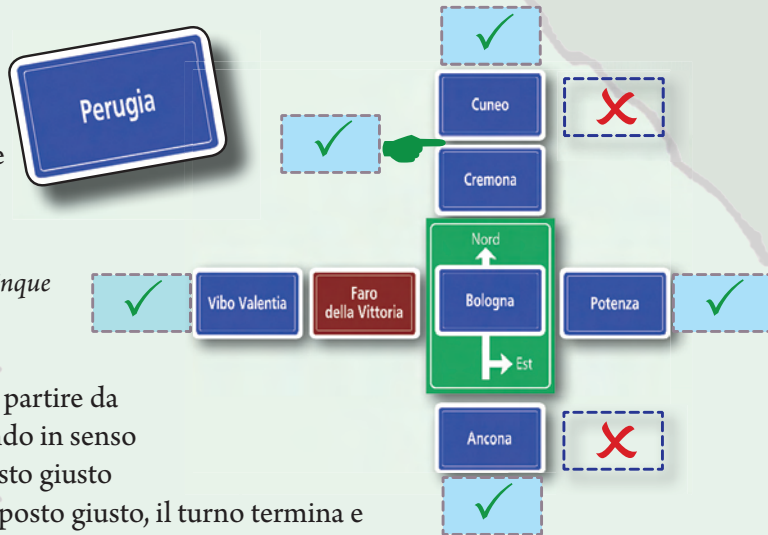 Perugia
Cuneo
e
Cremona
Nord
nque
Vibo Valentia
Faro
della Vittoria
Bologna
Potenza
Est
partire da
ndo in senso
sto giusto
Ancona
posto giusto, il turno termina e